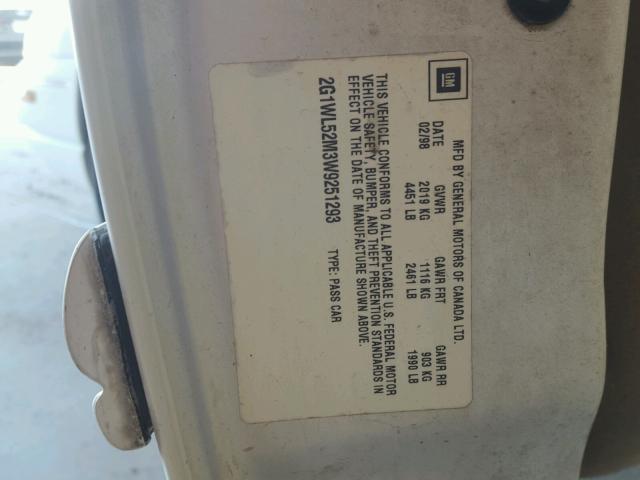 GM
MFD BY GENERAL MOTORS OF CANADA LTD.
DATE GVWR GAWR FRT GAWR RR
02/98 2019 KG 1116 KG 903 KG
4451 LB 2461 LB 1990 LB
THIS VEHICLE CONFORMS TO ALL APPLICABLE U.S. FEDERAL MOTOR
VEHICLE SAFETY, BUMPER, AND THEFT PREVENTION STANDARDS IN
EFFECT ON THE DATE OF MANUFACTURE SHOWN ABOVE.
2G1WL52M3W9251293 TYPE: PASS CAR